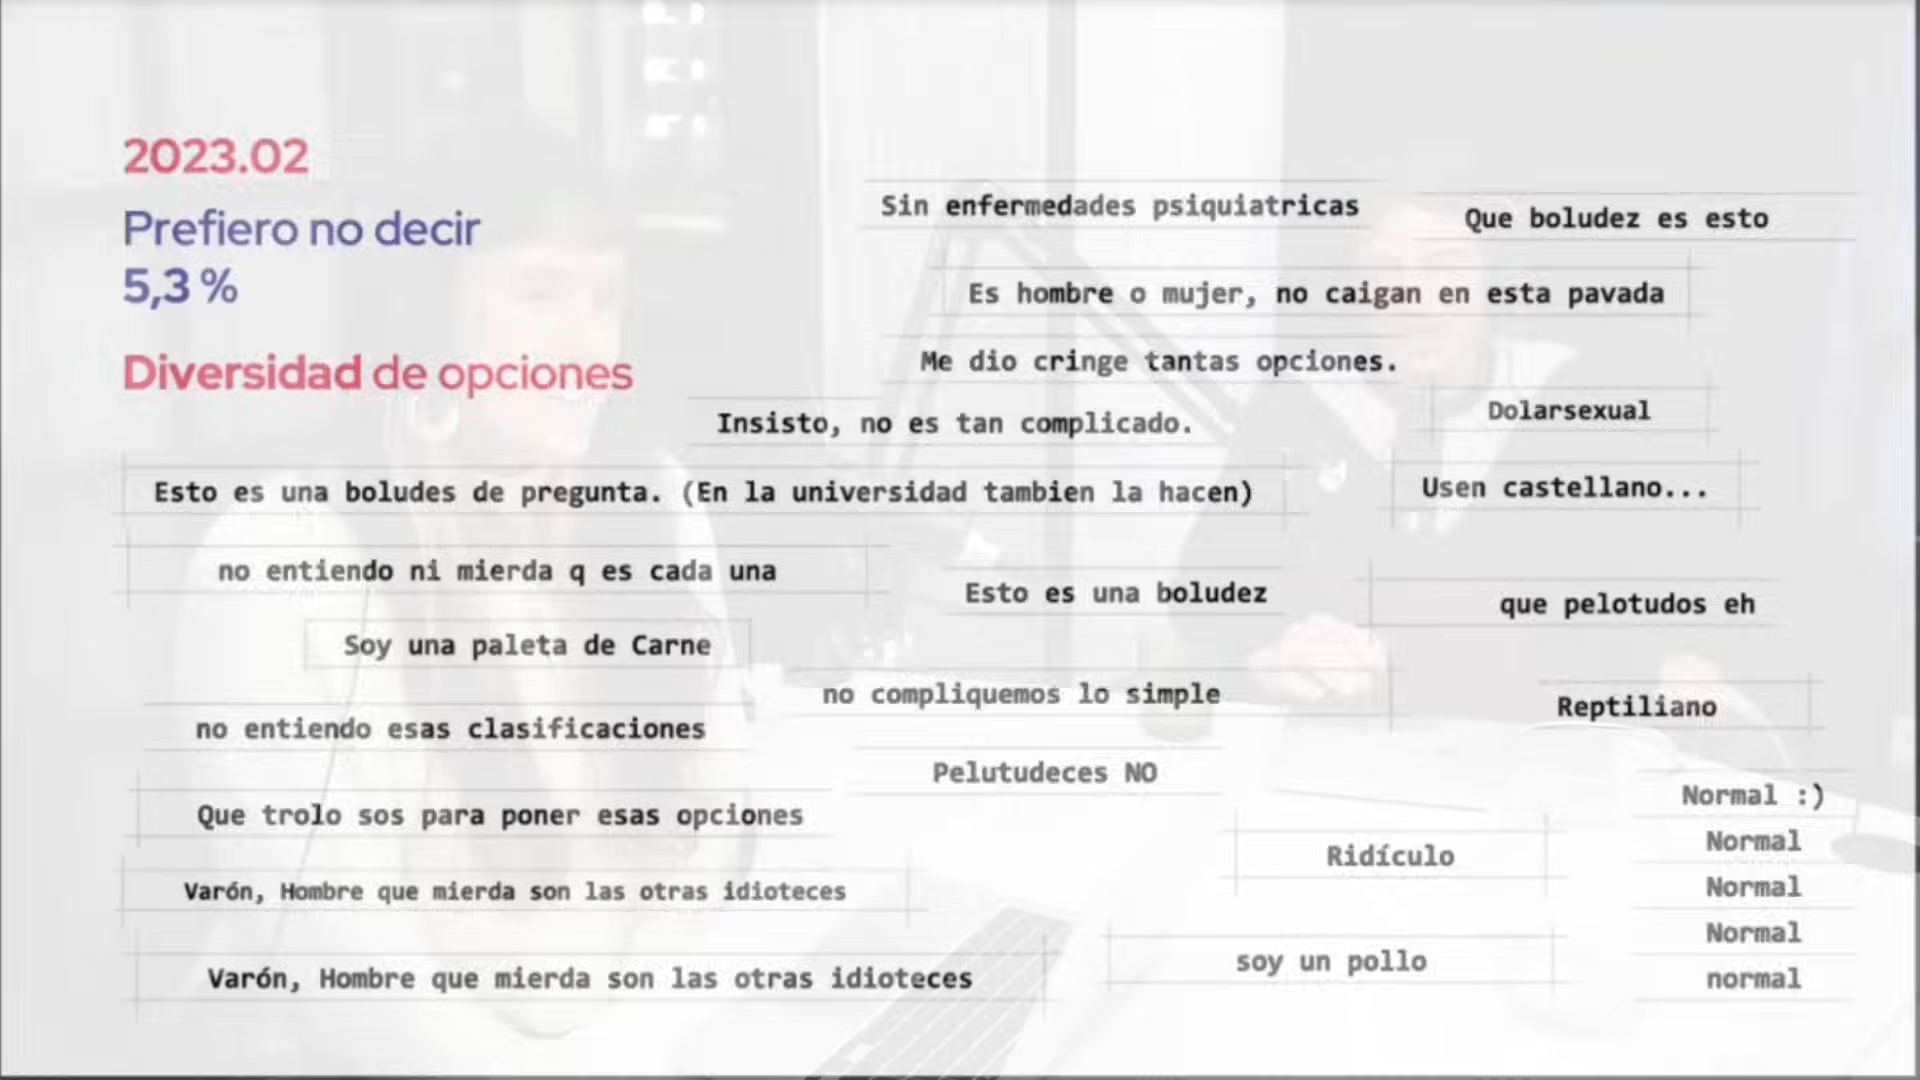 2023.02
Prefiero no decir
5,3 %
Diversidad de opciones
Sin enfermedades psiquiatricas
Que boludez es esto
Es hombre o mujer, no caigan en esta pavada
Me dio cringe tantas opciones.
Dolarsexual
Insisto, no es tan complicado.
Esto es una boludes de pregunta. (En la universidad tambien la hacen)
Usen castellano...
no entiendo ni mierda q es cada una
Esto es una boludez
que pelotudos eh
Soy una paleta de Carne
no compliquemos lo simple
Reptiliano
no entiendo esas clasificaciones
Pelutudeces NO
Que trolo sos para poner esas opciones
Ridículo
Varón, Hombre que mierda son las otras idioteces
Varón, Hombre que mierda son las otras idioteces
soy un pollo
Normal :)
Normal
Normal
Normal
normal